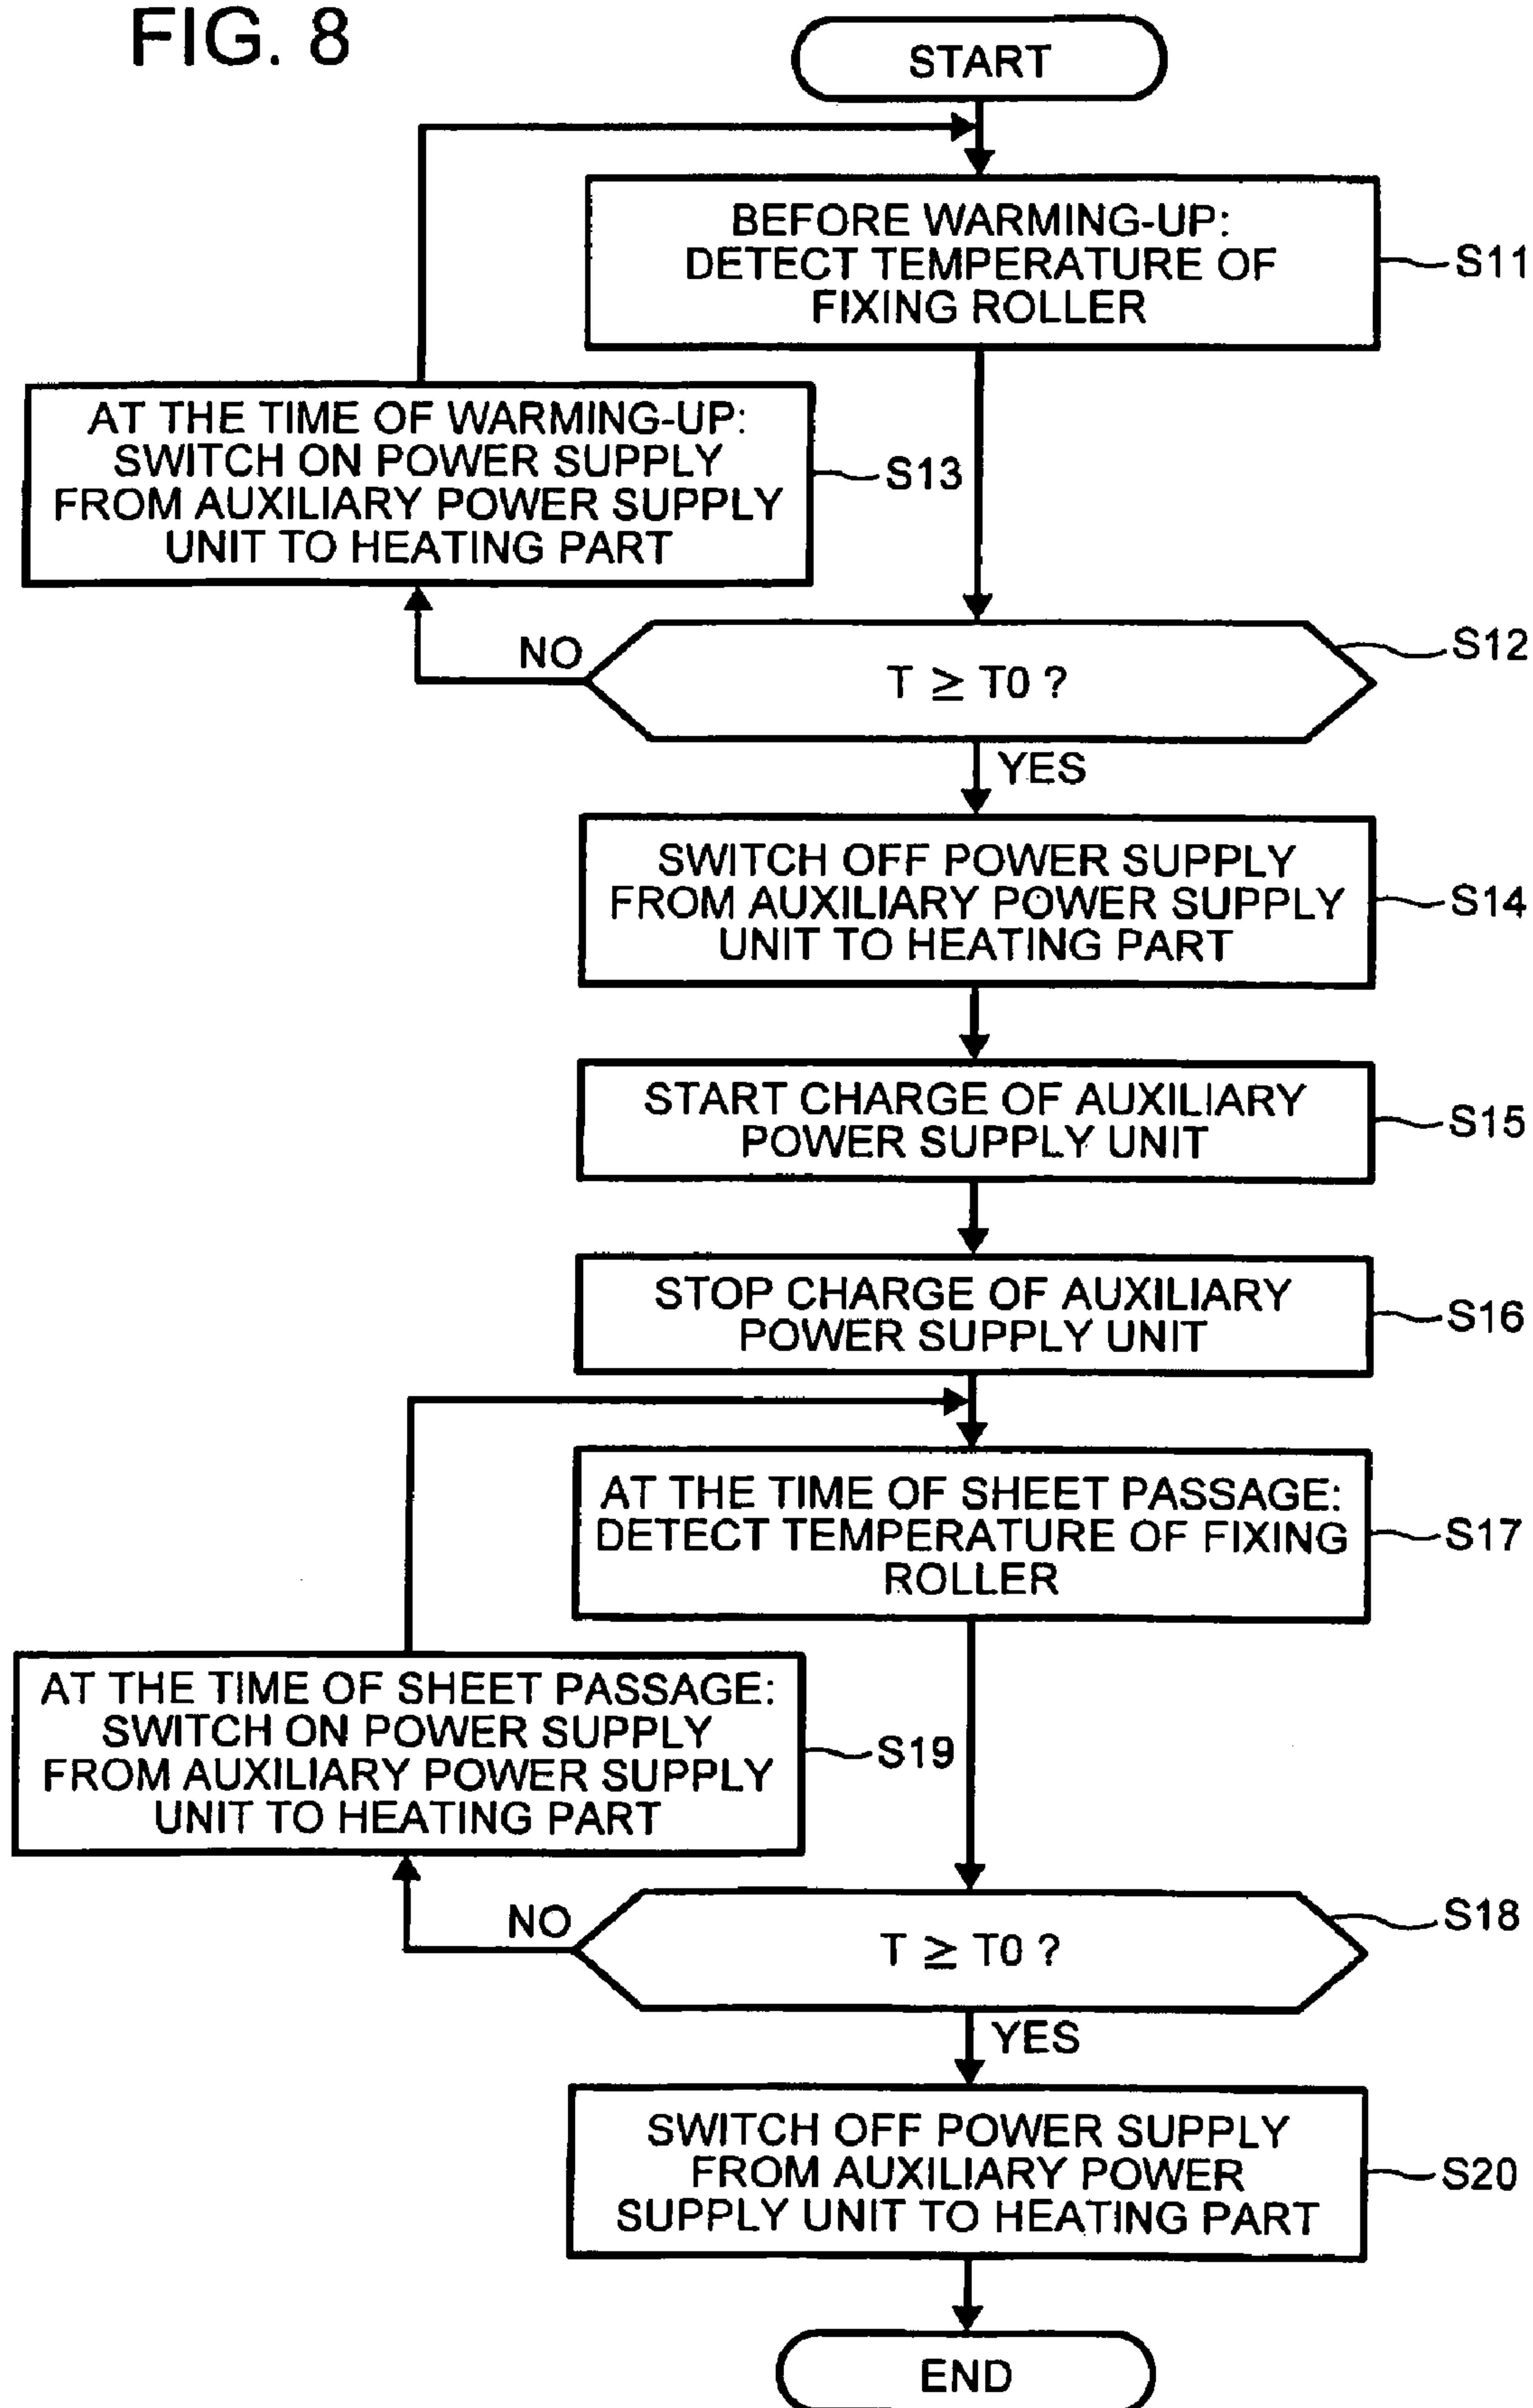 FIG. 8
START
BEFORE WARMING-UP:
DETECT TEMPERATURE OF
FIXING ROLLER
S11
AT THE TIME OF WARMING-UP:
SWITCH ON POWER SUPPLY
FROM AUXILIARY POWER SUPPLY
UNIT TO HEATING PART
S13
NO
T ≥ T0 ?
S12
YES
SWITCH OFF POWER SUPPLY
FROM AUXILIARY POWER SUPPLY
UNIT TO HEATING PART
S14
START CHARGE OF AUXILIARY
POWER SUPPLY UNIT
S15
STOP CHARGE OF AUXILIARY
POWER SUPPLY UNIT
S16
AT THE TIME OF SHEET PASSAGE:
DETECT TEMPERATURE OF FIXING
ROLLER
S17
AT THE TIME OF SHEET PASSAGE:
SWITCH ON POWER SUPPLY
FROM AUXILIARY POWER SUPPLY
UNIT TO HEATING PART
S19
NO
T ≥ T0 ?
S18
YES
SWITCH OFF POWER SUPPLY
FROM AUXILIARY POWER
SUPPLY UNIT TO HEATING PART
S20
END